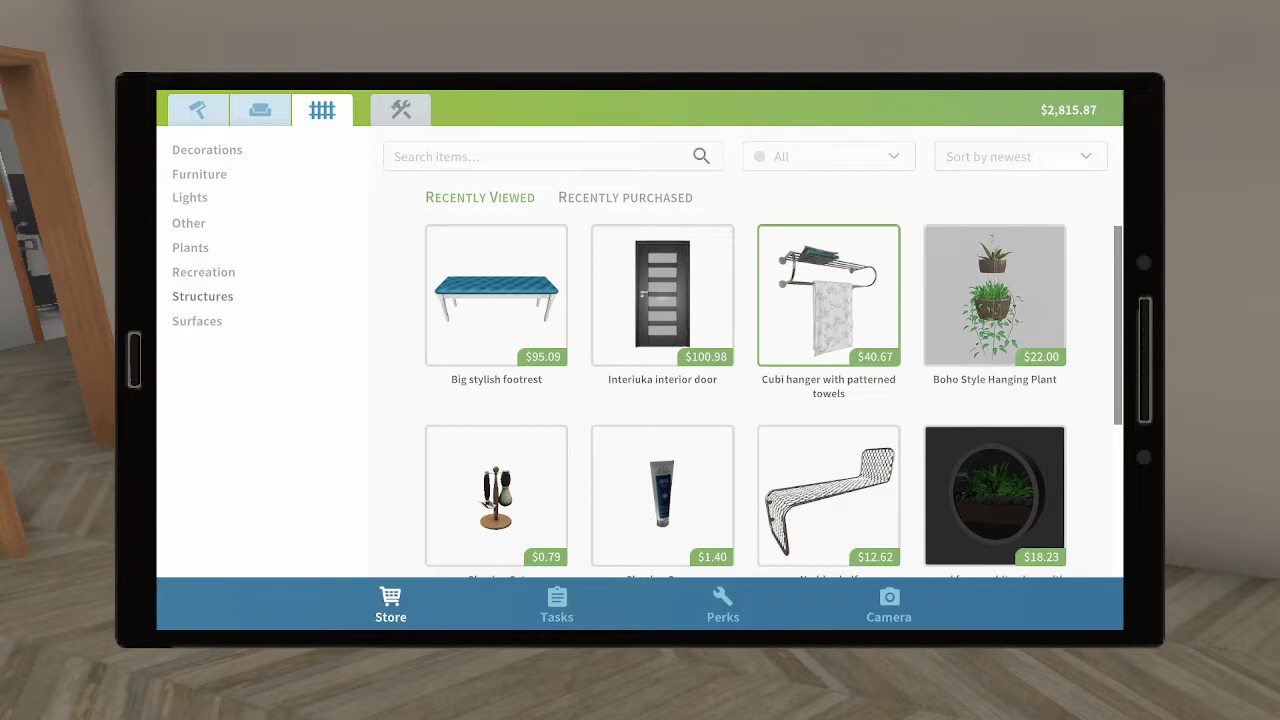 $2,815.87
Decorations
Furniture
Lights
Other
Plants
Recreation
Structures
Surfaces
Search items...
All
Sort by newest
RECENTLY VIEWED
RECENTLY PURCHASED
$95.09
$100.98
$40.67
$22.00
Big stylish footrest
Interiuka interior door
Cubi hanger with patterned
towels
Boho Style Hanging Plant
$0.79
$1.40
$12.62
$18.23
Store
Tasks
Perks
Camera